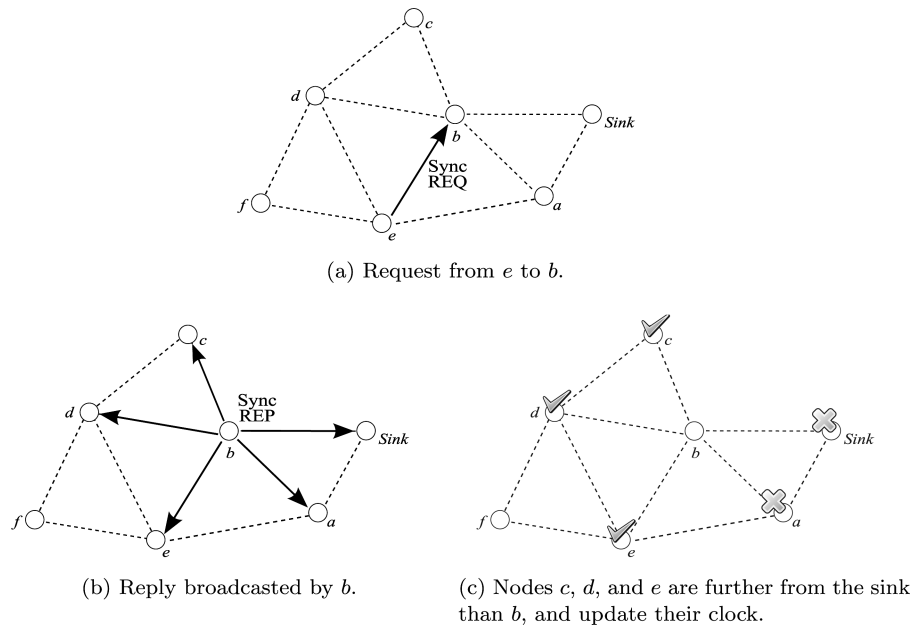 c
d
b
Sink
Sync
REQ
f
a
e
(a) Request from e to b.
c
Sync
REP
d
b
Sink
f
a
e
(b) Reply broadcasted by b.
c
d
b
Sink
f
a
e
(c) Nodes c, d, and e are further from the sink
than b, and update their clock.